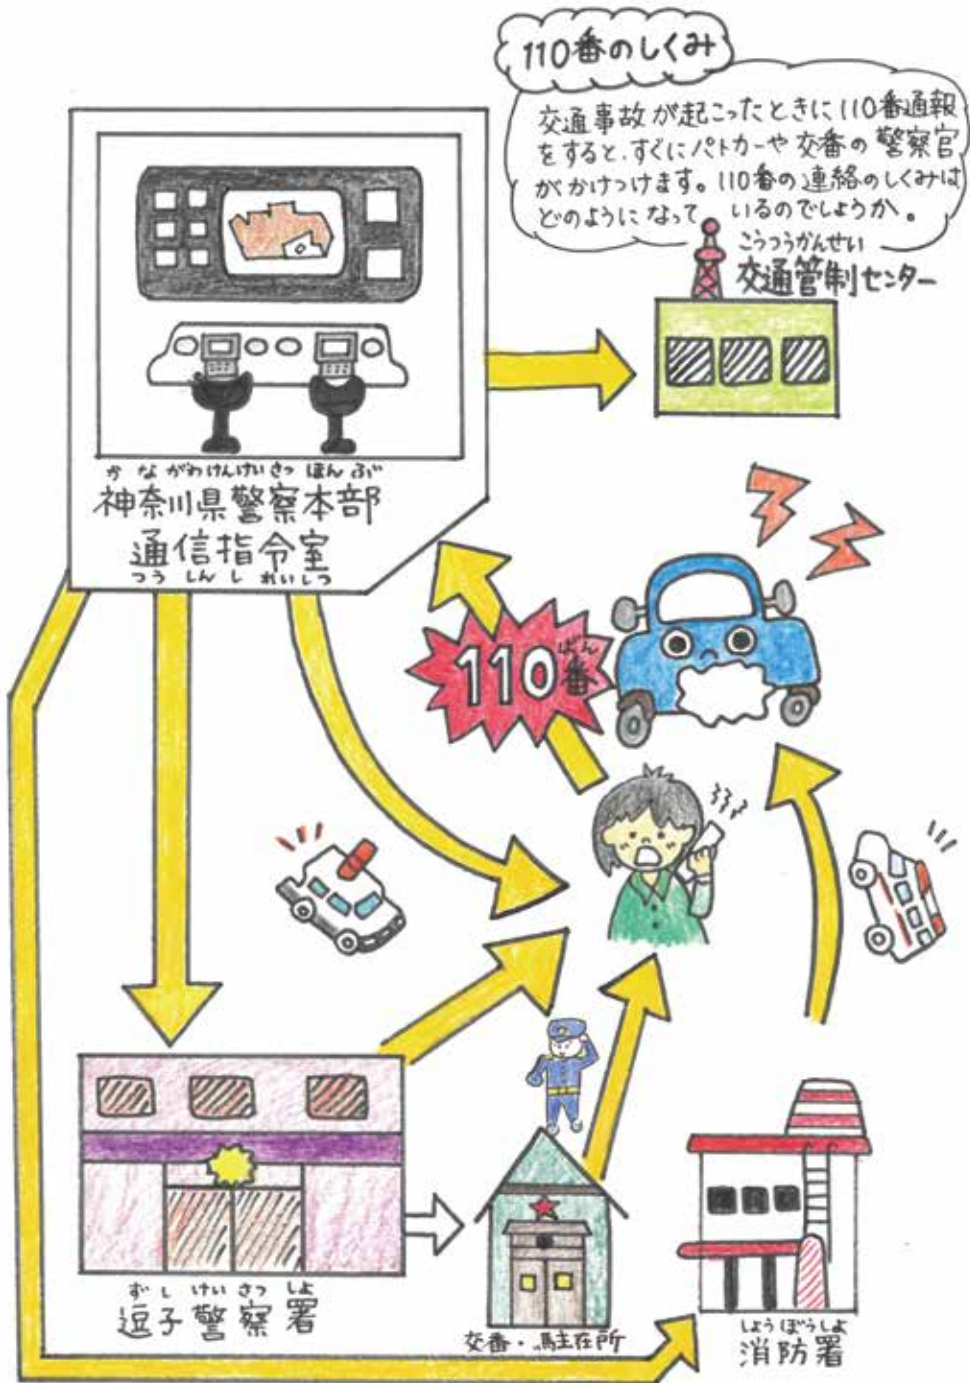 110番のしくみ
交通事故が起こったときに110番通報
をすると、すぐにパトカーや交番の警察官
がかけつけます。110番の連絡のしくみは
どのようになって いるのでしょうか。
こうつうかんせい
交通管制センター
かながわけんけいさつほんぶ
神奈川県警察本部
通信指令室
つうしんしれいしつ
110番
ばん
ずしけいさつしょ
逗子警察署
交番・駐在所
しょうぼうしょ
消防署